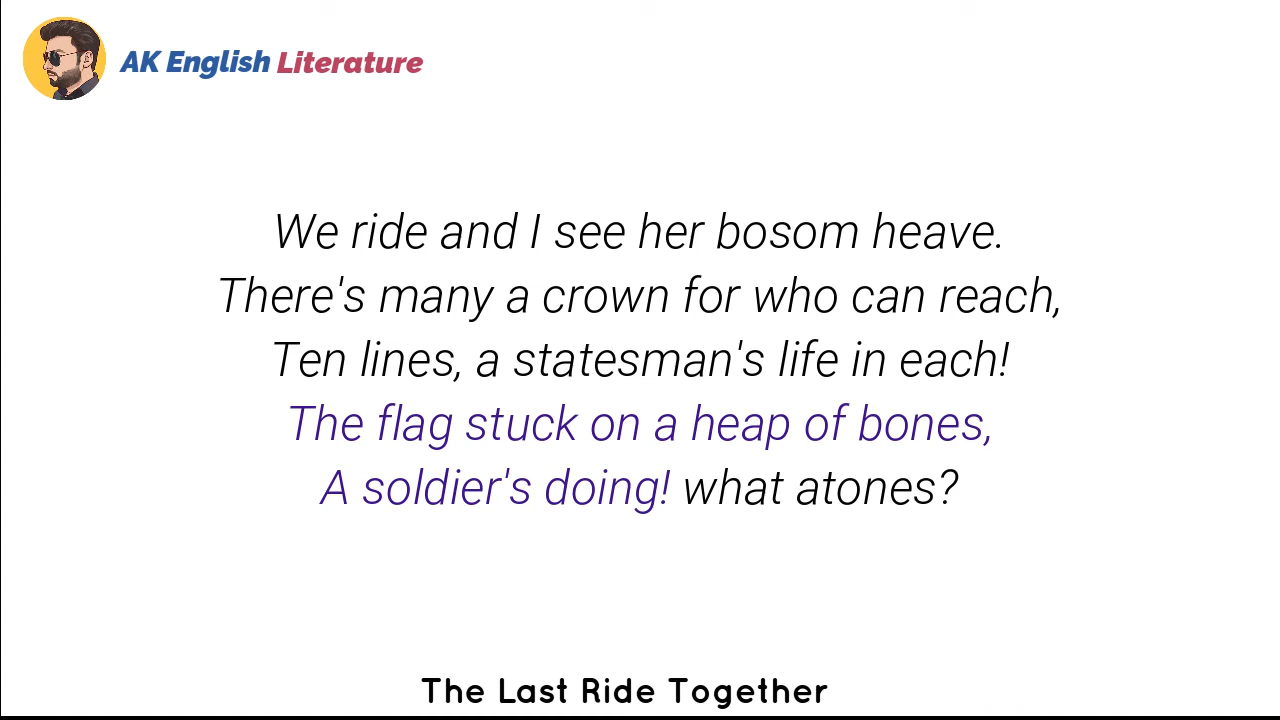 AK English Literature
We ride and I see her bosom heave.
There's many a crown for who can reach,
Ten lines, a statesman's life in each!
The flag stuck on a heap of bones,
A soldier's doing! what atones?
The Last Ride Together